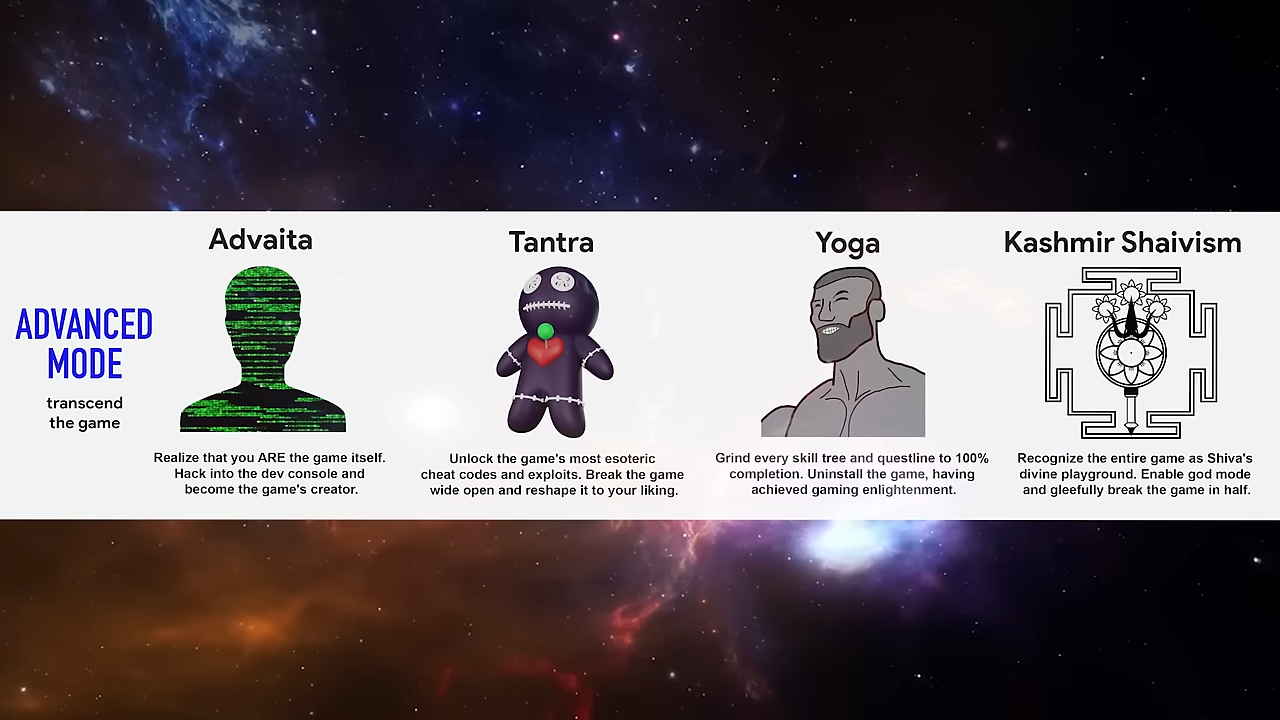 ADVANCED
MODE
transcend
the game
Advaita
Realize that you ARE the game itself.
Hack into the dev console and
become the game's creator.
Tantra
Unlock the game's most esoteric
cheat codes and exploits. Break the game
wide open and reshape it to your liking.
Yoga
Grind every skill tree and questline to 100%
completion. Uninstall the game, having
achieved gaming enlightenment.
Kashmir Shaivism
Recognize the entire game as Shiva's
divine playground. Enable god mode
and gleefully break the game in half.